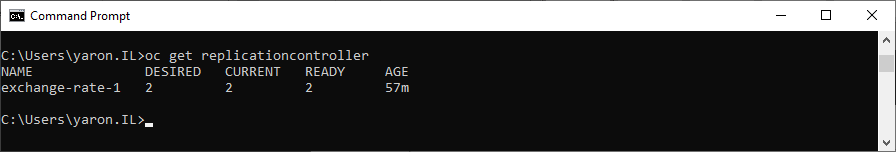 Command Prompt
C:\Users\yaron.IL>oc get replicationcontroller
NAME DESIRED CURRENT READY AGE
exchange-rate-1 2 2 2 57m
C:\Users\yaron.IL>